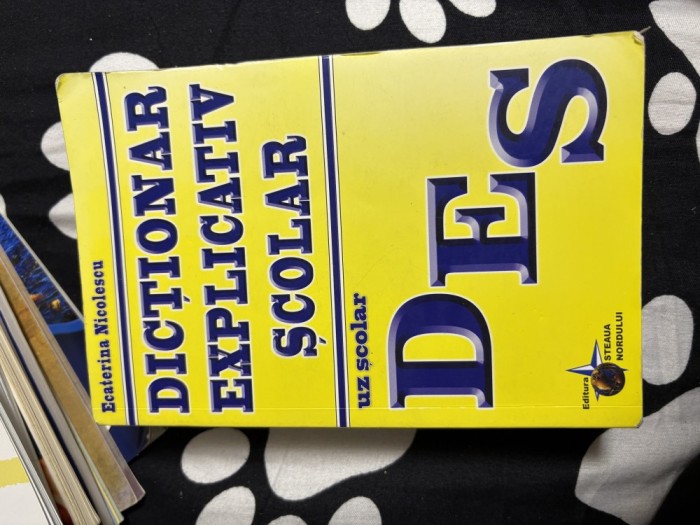 Ecaterina Nicolescu
DICȚIONAR
EXPLICATIV
ȘCOLAR
uz școlar
DES
Editura
STEAUA
NORDULUI